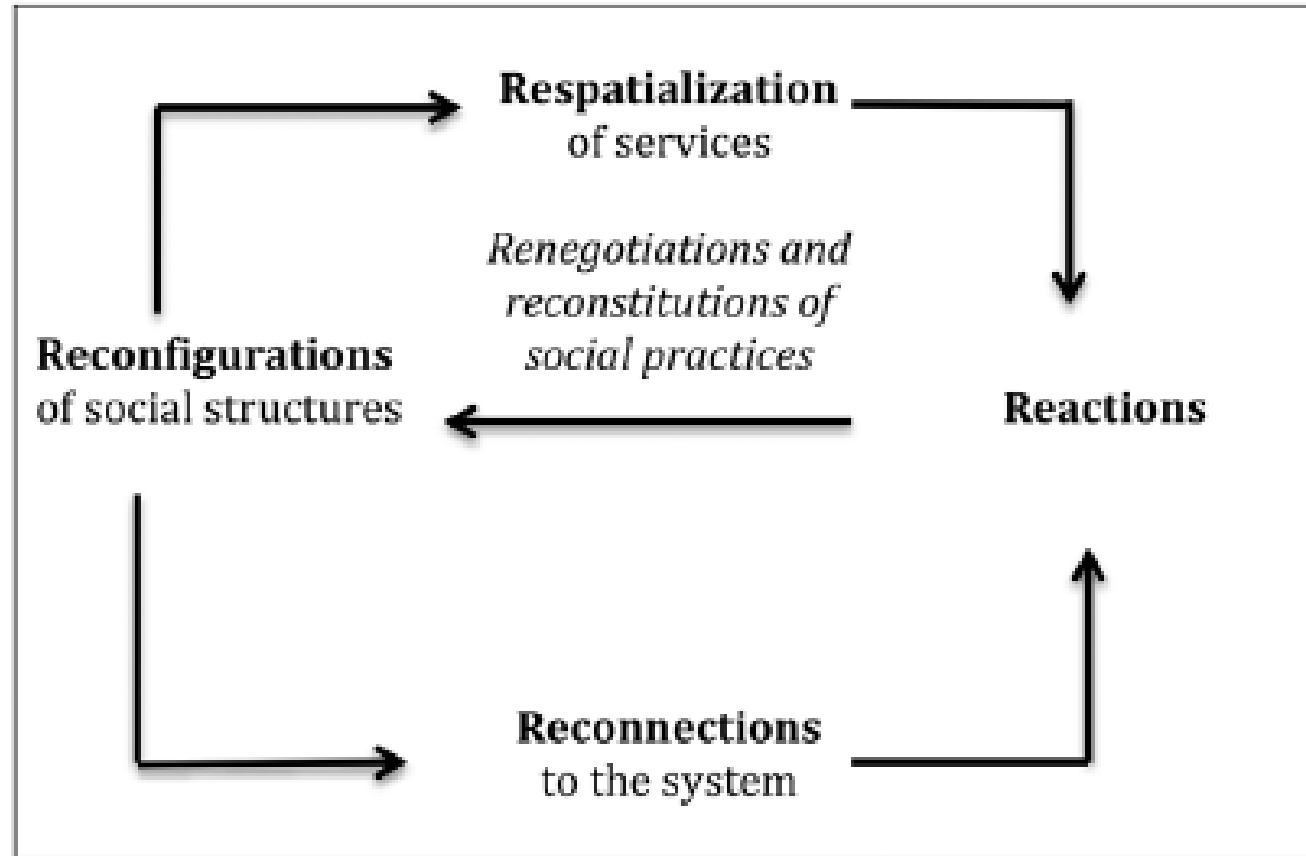 Respatialization
of services
Renegotiations and
reconstitutions of
social practices
Reconfigurations
of social structures
Reactions
Reconnections
to the system